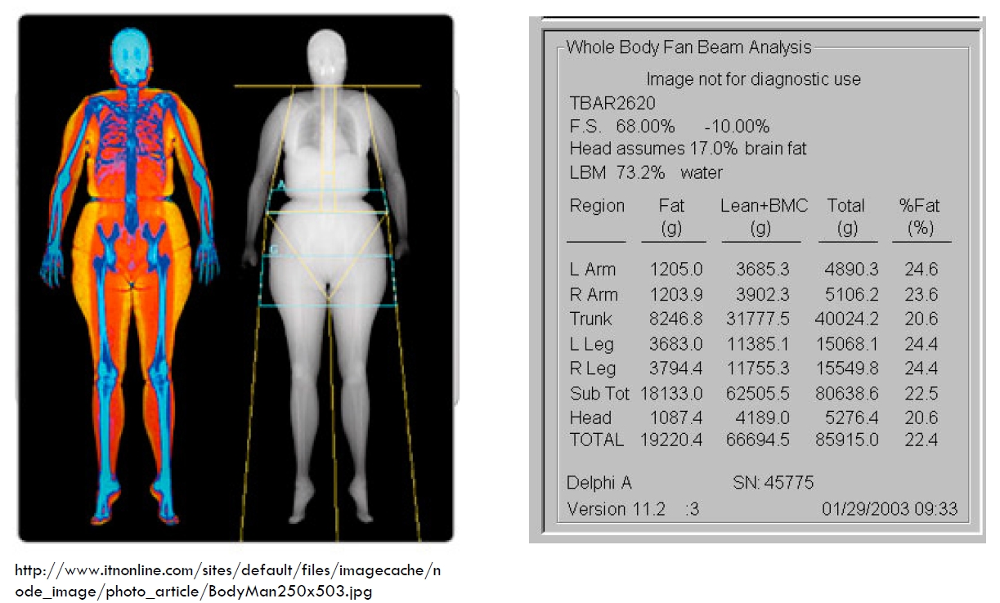 A
G
http://www.itnonline.com/sites/default/files/imagecache/n
ode_image/photo_article/BodyMan250x503.jpg
Whole Body Fan Beam Analysis
Image not for diagnostic use
TBAR2620
F.S. 68.00% -10.00%
Head assumes 17.0% brain fat
LBM 73.2% water
Region Fat Lean+BMC Total %Fat
(g) (g) (g) (%)
L Arm 1205.0 3685.3 4890.3 24.6
R Arm 1203.9 3902.3 5106.2 23.6
Trunk 8246.8 31777.5 40024.2 20.6
L Leg 3683.0 11385.1 15068.1 24.4
R Leg 3794.4 11755.3 15549.8 24.4
Sub Tot 18133.0 62505.5 80638.6 22.5
Head 1087.4 4189.0 5276.4 20.6
TOTAL 19220.4 66694.5 85915.0 22.4
Delphi A SN: 45775
Version 11.2 :3 01/29/2003 09:33